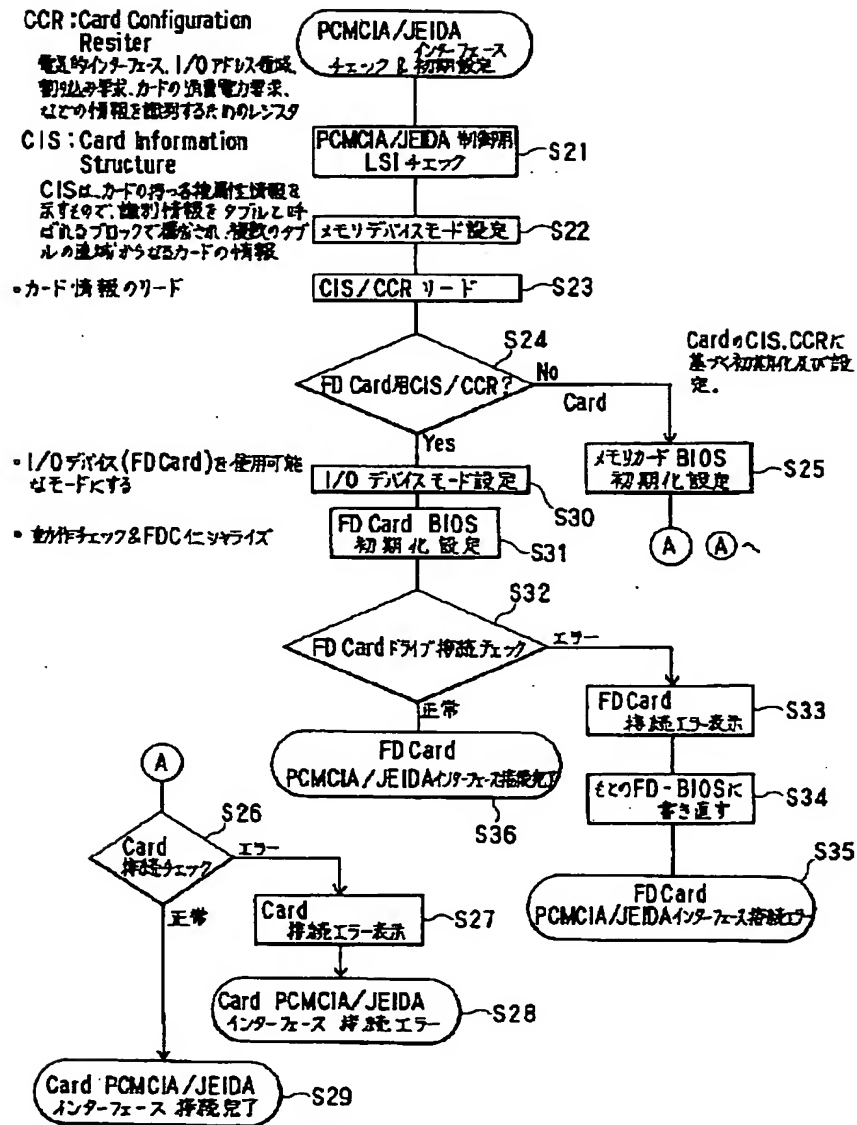 CCR:Card Configuration
Resiter
電気的インターフェース、I/Oアドレス領域、
割り込み要求、カードの消費電力要求、
などの情報を識別するためのレジスタ
CIS:Card Information
Structure
CISは、カードの持つ各種属性情報を
示すもので、識別情報をタプルと呼
ばれるブロックで構成され、複数のタプ
ルの連鎖からなるカードの情報
・カード情報のリード
PCMCIA/JEIDA
インターフェース
チェック&初期設定
PCMCIA/JEIDA 制御用
LSIチェック
S21
メモリデバイスモード設定
S22
CIS/CCR リード
S23
S24
FD Card用CIS/CCR?
No
Card
Yes
CardのCIS.CCRに
基づく初期化及び設
定。
メモリカード BIOS
初期化設定
S25
A
Aへ
・I/Oデバイス(FD Card)を使用可能
なモードにする
I/O デバイスモード設定
S30
・動作チェック&FDCイニシャライズ
FD Card BIOS
初期化設定
S31
S32
FD Cardドライブ接続チェック
エラー
正常
FD Card
接続エラー表示
S33
もとのFD-BIOSに
書き直す
S34
S35
FD Card
PCMCIA/JEIDAインターフェース接続エラー
FD Card
PCMCIA/JEIDAインターフェース接続完了
S36
A
S26
Card
接続チェック
エラー
正常
Card
接続エラー表示
S27
Card PCMCIA/JEIDA
インターフェース 接続エラー
S28
Card PCMCIA/JEIDA
インターフェース 接続完了
S29